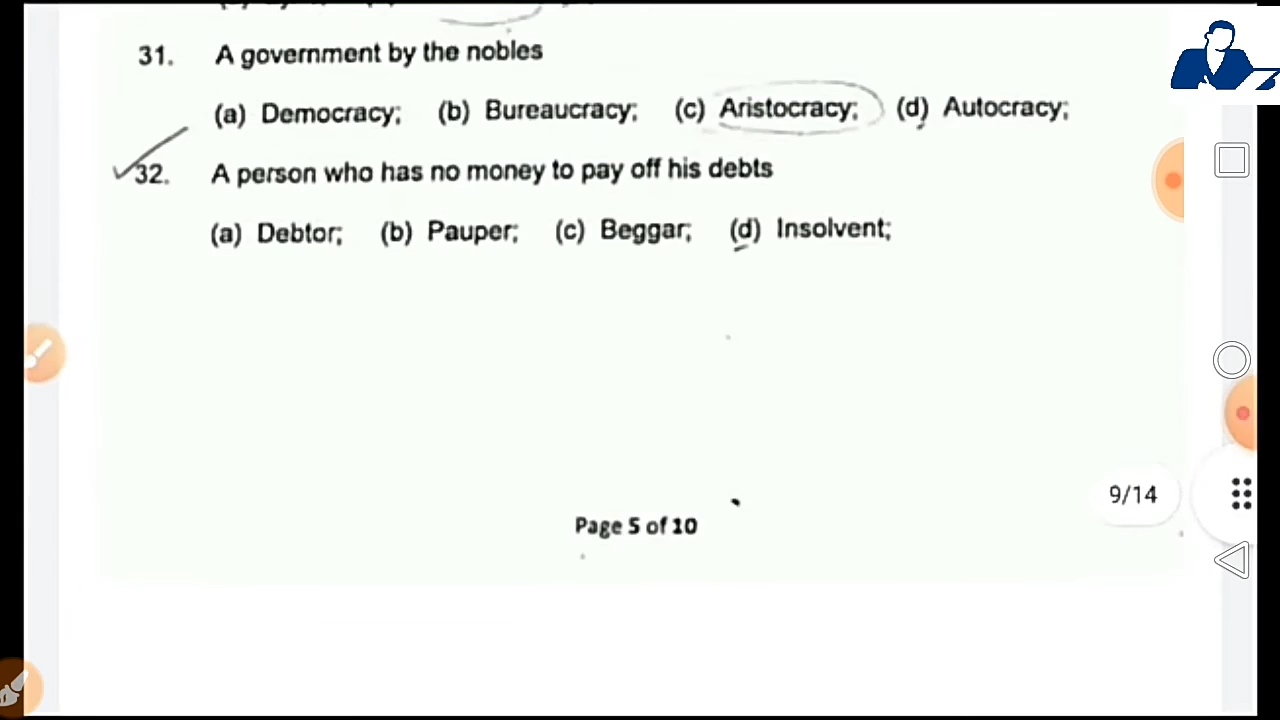 31. A government by the nobles
(a) Democracy; (b) Bureaucracy; (c) Aristocracy; (d) Autocracy;
32. A person who has no money to pay off his debts
(a) Debtor; (b) Pauper; (c) Beggar; (d) Insolvent;
9/14
Page 5 of 10